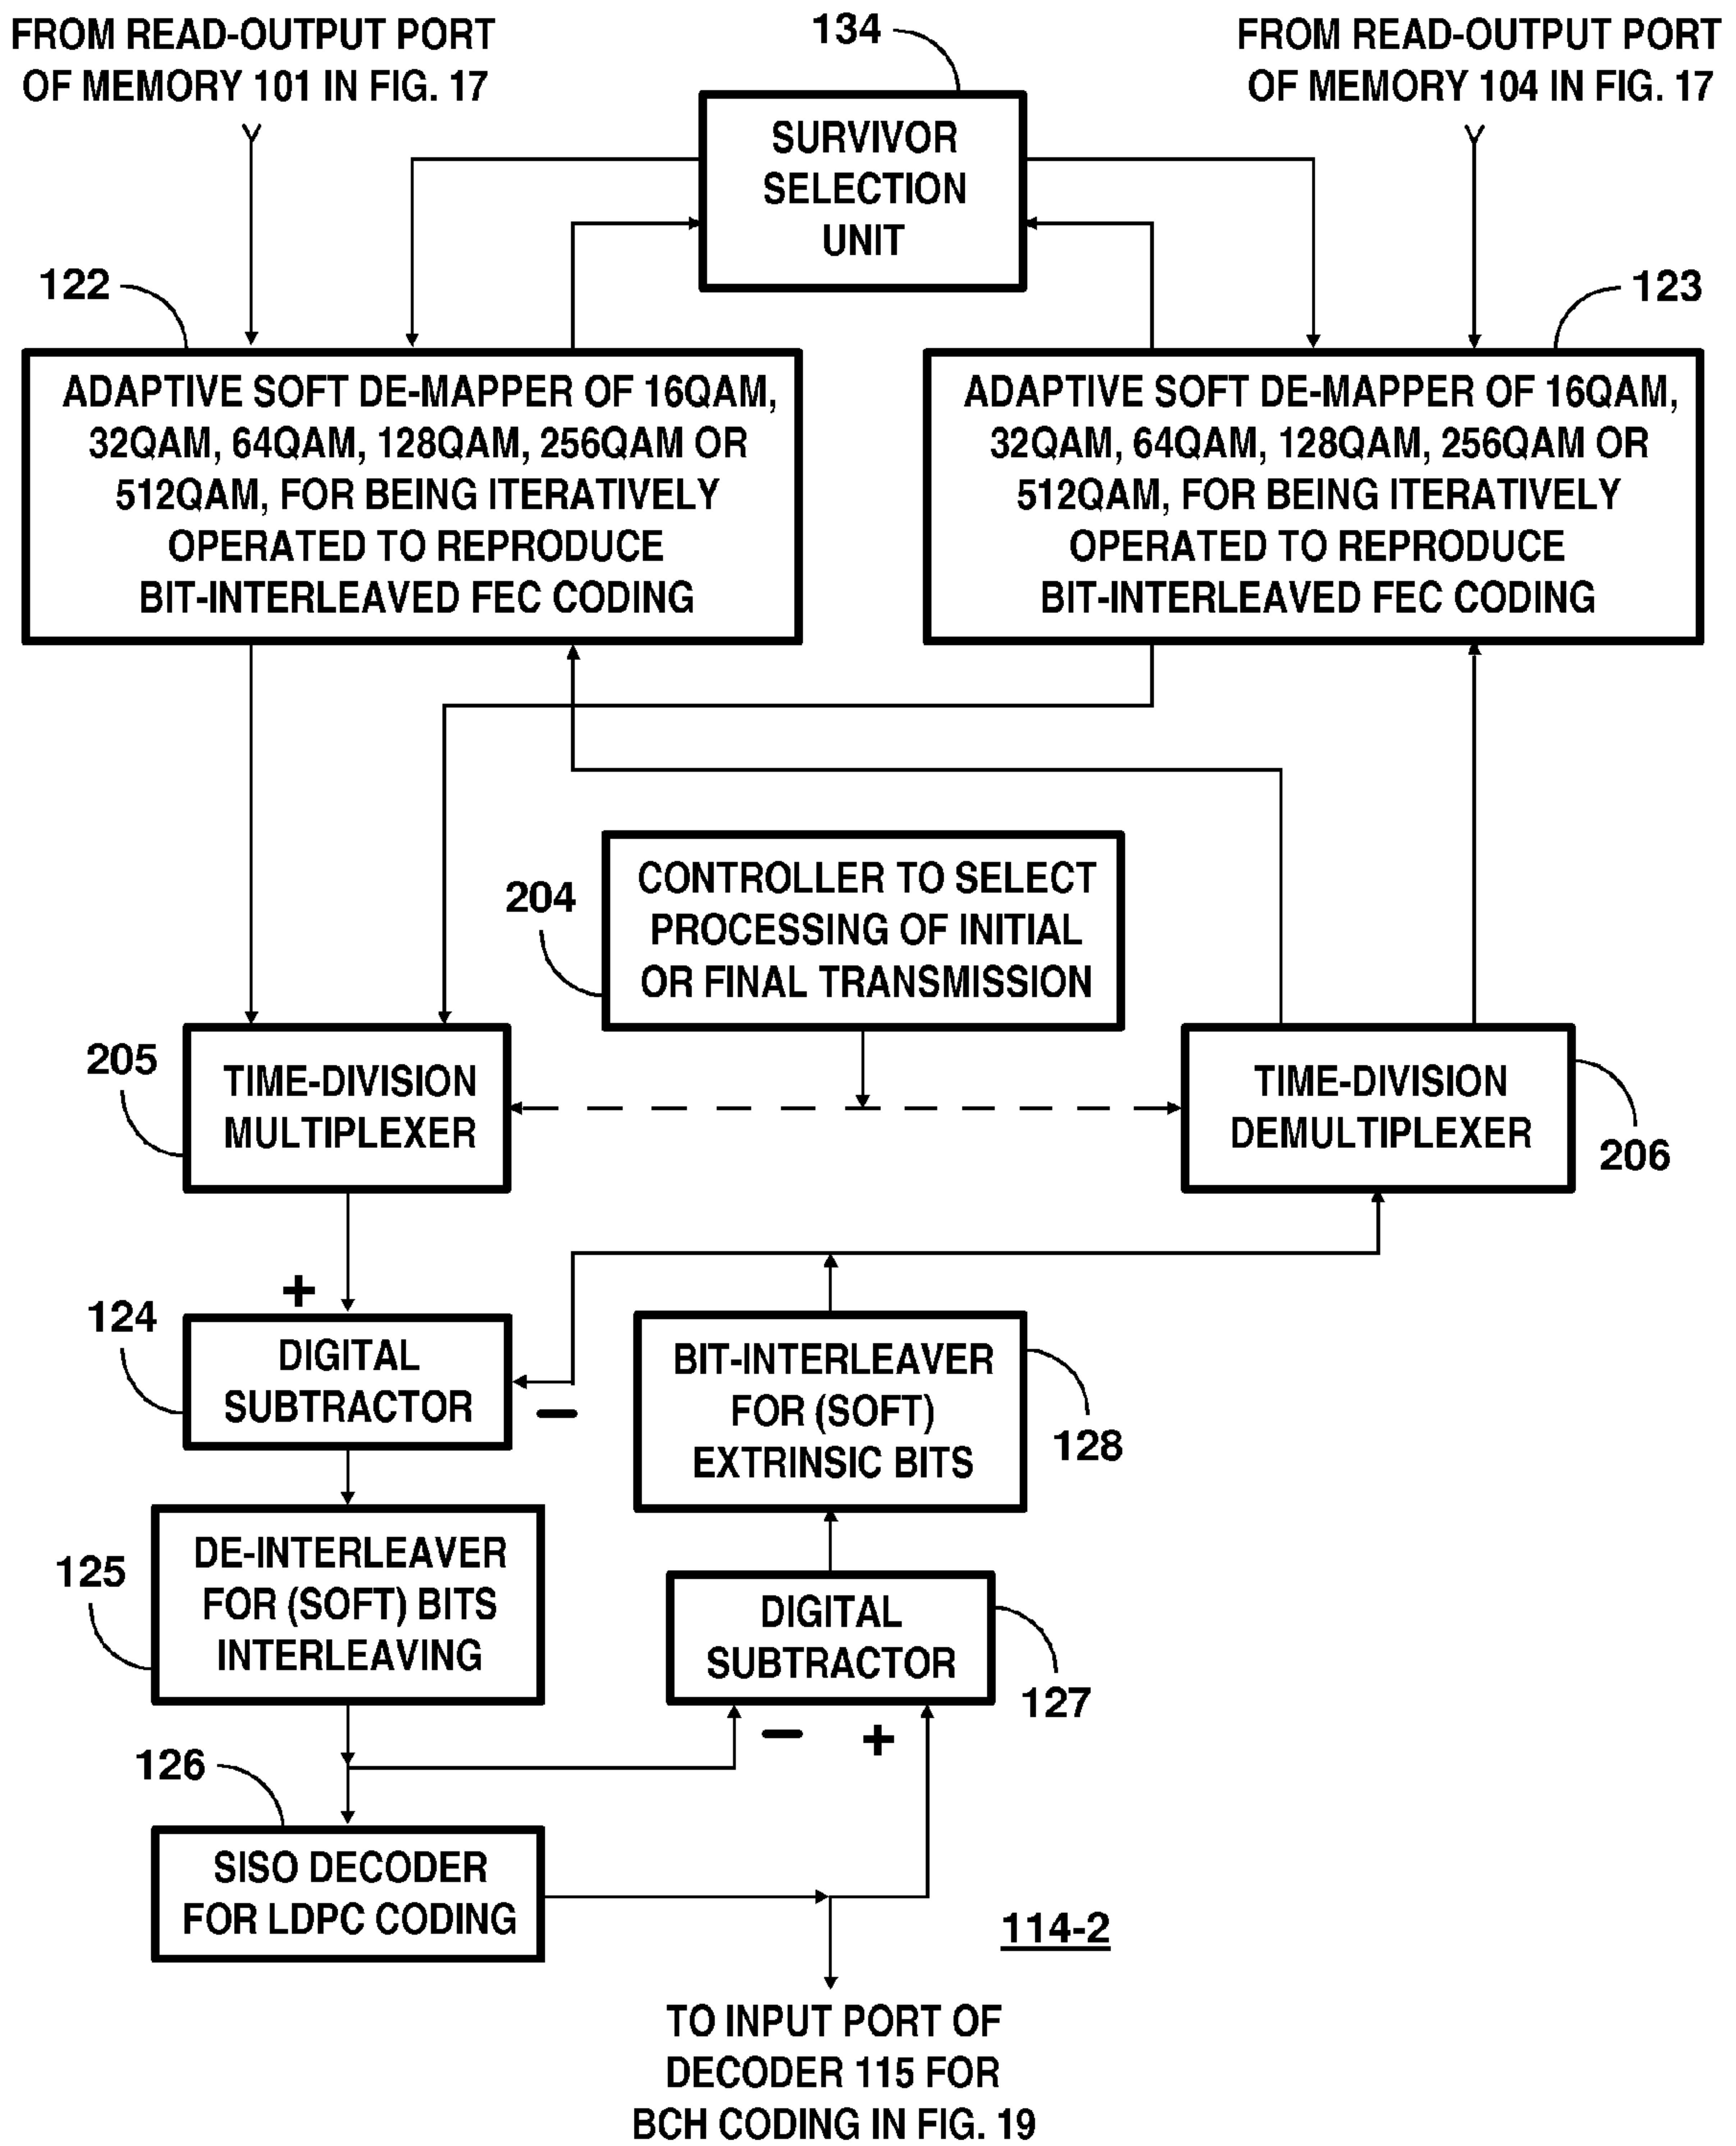 FROM READ-OUTPUT PORT
OF MEMORY 101 IN FIG. 17
134
FROM READ-OUTPUT PORT
OF MEMORY 104 IN FIG. 17
SURVIVOR
SELECTION
UNIT
122
123
ADAPTIVE SOFT DE-MAPPER OF 16QAM,
32QAM, 64QAM, 128QAM, 256QAM OR
512QAM, FOR BEING ITERATIVELY
OPERATED TO REPRODUCE
BIT-INTERLEAVED FEC CODING
ADAPTIVE SOFT DE-MAPPER OF 16QAM,
32QAM, 64QAM, 128QAM, 256QAM OR
512QAM, FOR BEING ITERATIVELY
OPERATED TO REPRODUCE
BIT-INTERLEAVED FEC CODING
204
CONTROLLER TO SELECT
PROCESSING OF INITIAL
OR FINAL TRANSMISSION
205
TIME-DIVISION
MULTIPLEXER
TIME-DIVISION
DEMULTIPLEXER
206
+
124
DIGITAL
SUBTRACTOR
−
BIT-INTERLEAVER
FOR (SOFT)
EXTRINSIC BITS
128
125
DE-INTERLEAVER
FOR (SOFT) BITS
INTERLEAVING
DIGITAL
SUBTRACTOR
127
− +
126
SISO DECODER
FOR LDPC CODING
114-2
TO INPUT PORT OF
DECODER 115 FOR
BCH CODING IN FIG. 19